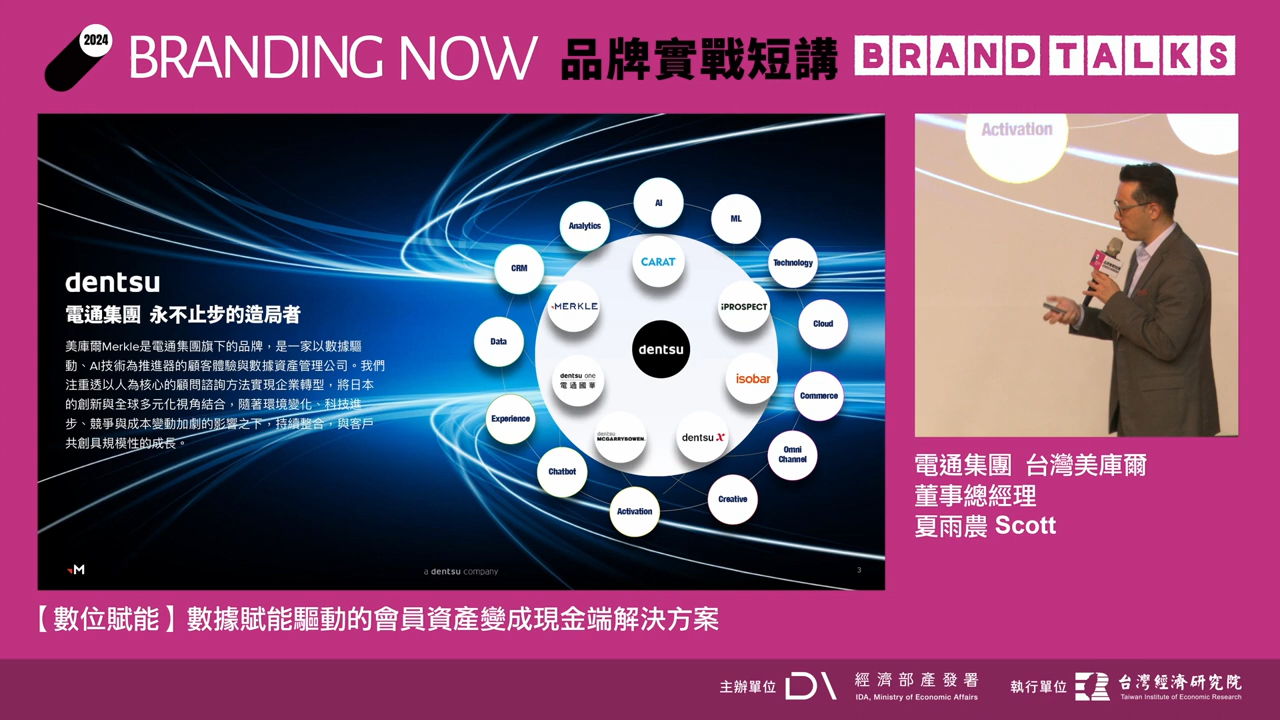 2024
BRANDING NOW 品牌實戰短講 BRAND TALKS
dentsu
電通集團 永不止步的造局者
美庫爾Merkle是電通集團旗下的品牌，是一家以數據驅
動、AI技術為推進器的顧客體驗與數據資產管理公司。我們
注重透以人為核心的顧問諮詢方法實現企業轉型，將日本
的創新與全球多元化視角結合，隨著環境變化、科技進
步、競爭與成本變動加劇的影響之下，持續整合，與客戶
共創具規模性的成長。
AI
ML
Technology
Cloud
Commerce
Omni
Channel
Creative
Activation
Chatbot
Experience
Data
CRM
Analytics
CARAT
iPROSPECT
isobar
dentsu X
dentsu
MCGARRYBOWEN.
dentsu one
電通國華
MERKLE
dentsu
M
a dentsu company
3
Activation
電通集團 台灣美庫爾
董事總經理
夏雨農 Scott
【數位賦能】數據賦能驅動的會員資產變成現金端解決方案
主辦單位
經濟部產發署
IDA, Ministry of Economic Affairs
執行單位
台灣經濟研究院
Taiwan Institute of Economic Research